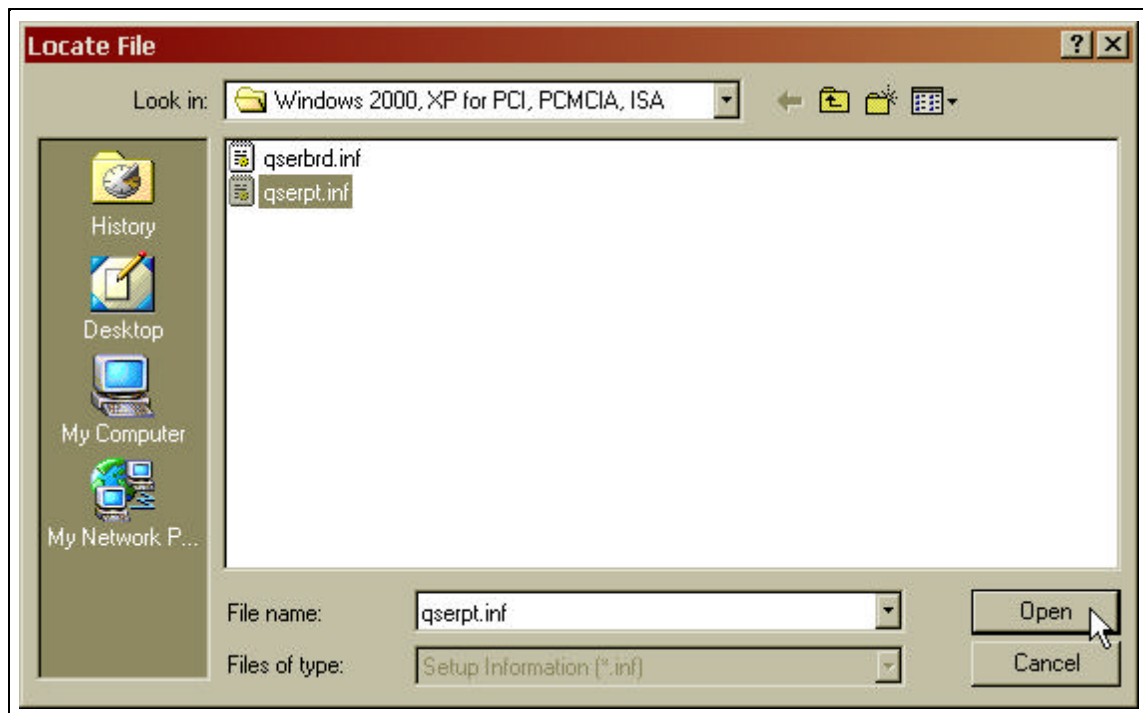 Locate File
Look in: Windows 2000, XP for PCI, PCMCIA, ISA
qserbrd.inf
qserpt.inf
History
Desktop
My Computer
My Network P...
File name: qserpt.inf Open
Files of type: Setup Information (*.inf) Cancel